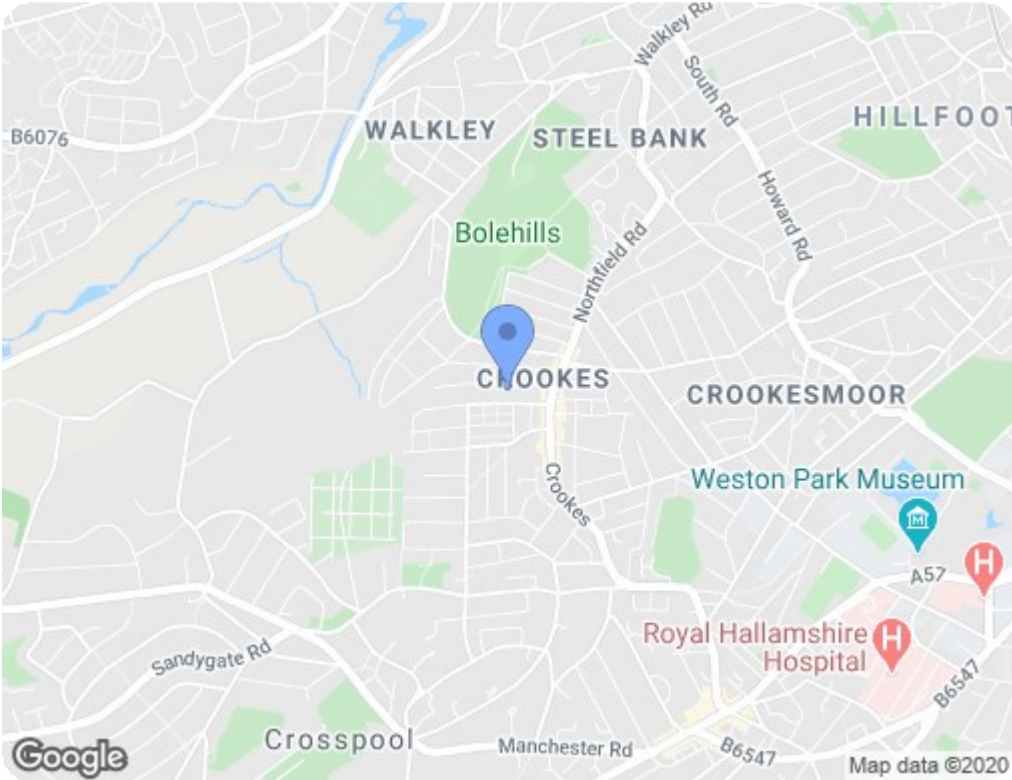 Walkley Rd
South Rd
B6076
WALKLEY
STEEL BANK
HILLFOOT
Howard Rd
Bolehills
Northfield Rd
CROOKES
CROOKESMOOR
Weston Park Museum
M
Crookes
H
A57
Royal Hallamshire
Hospital
H
Sandygate Rd
B6547
Crosspool
Manchester Rd
B6547
Google
Map data ©2020